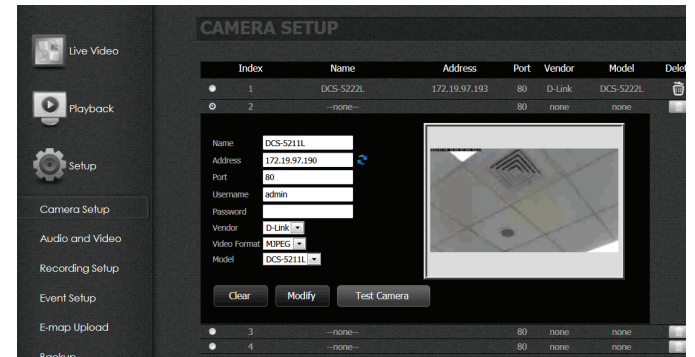 CAMERA SETUP
Live Video
Playback
Setup
Camera Setup
Audio and Video
Recording Setup
Event Setup
E-map Upload
Backup
Index Name Address Port Vendor Model Delet
1 DCS-5222L 172.19.97.193 80 D-Link DCS-5222L
2 --none-- 80 none none
Name DCS-5211L
Address 172.19.97.190
Port 80
Username admin
Password
Vendor D-Link
Video Format MJPEG
Model DCS-5211L
Clear Modify Test Camera
3 --none-- 80 none none
4 --none-- 80 none none